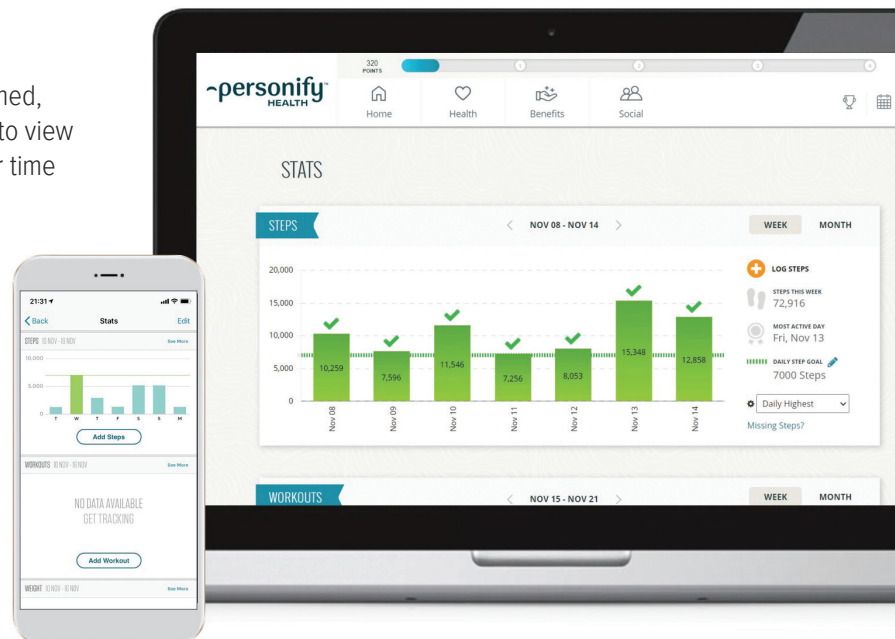 ned,
to view
r time
320
POINTS
1
2
3
4
personify
HEALTH
Home
Health
Benefits
Social
STATS
STEPS
NOV 08 - NOV 14
WEEK
MONTH
20,000
15,000
10,000
5,000
0
10,259
7,596
11,546
7,256
8,053
15,348
12,858
Nov 08
Nov 09
Nov 10
Nov 11
Nov 12
Nov 13
Nov 14
LOG STEPS
STEPS THIS WEEK
72,916
MOST ACTIVE DAY
Fri, Nov 13
DAILY STEP GOAL
7000 Steps
Daily Highest
Missing Steps?
WORKOUTS
NOV 15 - NOV 21
WEEK
MONTH
21:31
Back
Stats
Edit
STEPS 10 NOV - 16 NOV
See More
10,000
5,000
0
T W T F S S M
Add Steps
WORKOUTS 10 NOV - 16 NOV
See More
NO DATA AVAILABLE
GET TRACKING
Add Workout
WEIGHT 10 NOV - 16 NOV
See More